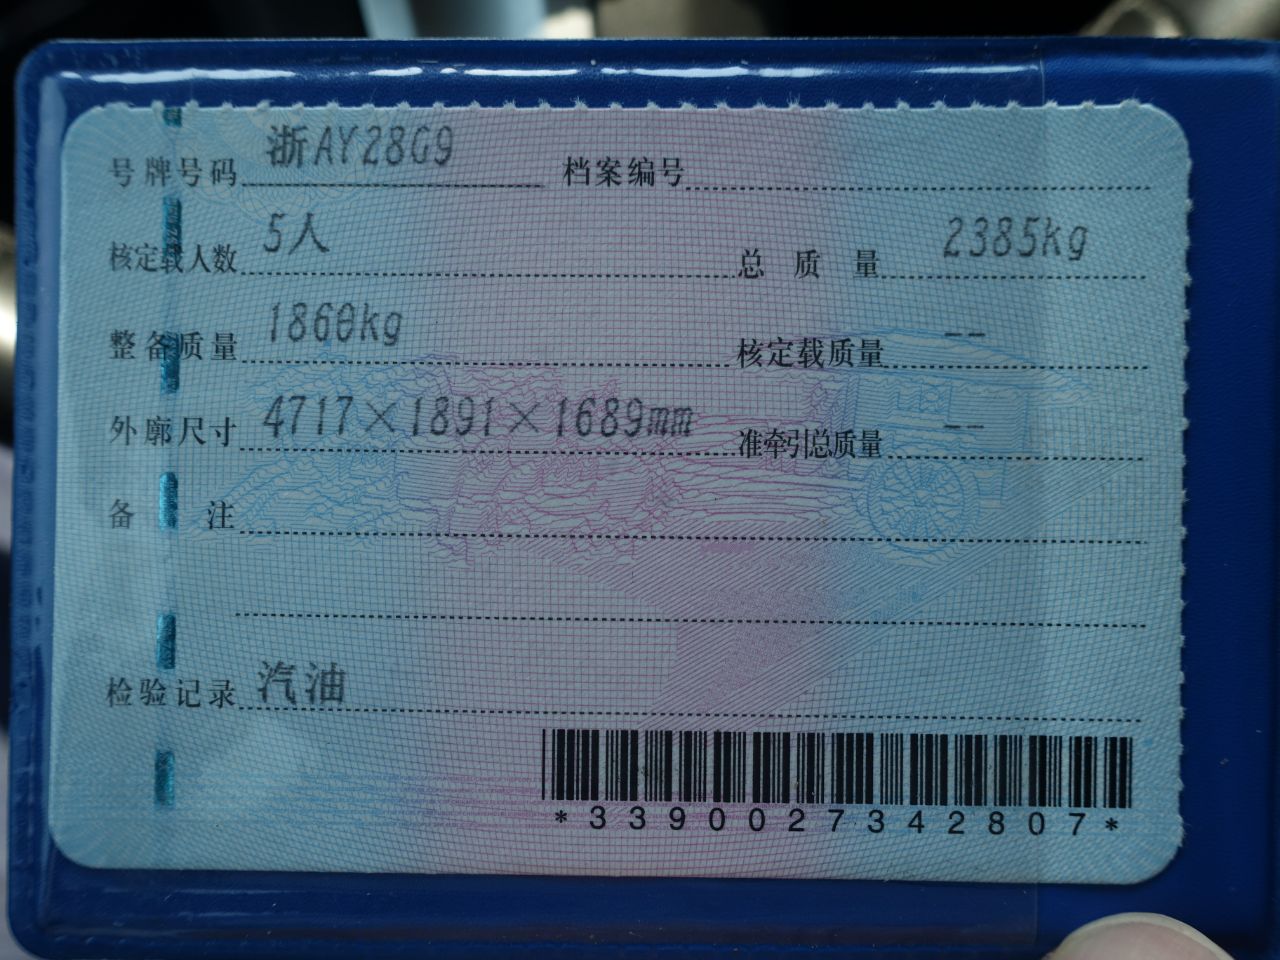 号牌号码 浙AY28G9 档案编号
核定载人数 5人 总质量 2385kg
整备质量 1860kg 核定载质量 --
外廓尺寸 4717×1891×1689mm 准牵引总质量 --
备注
检验记录 汽油
*3390027342807*